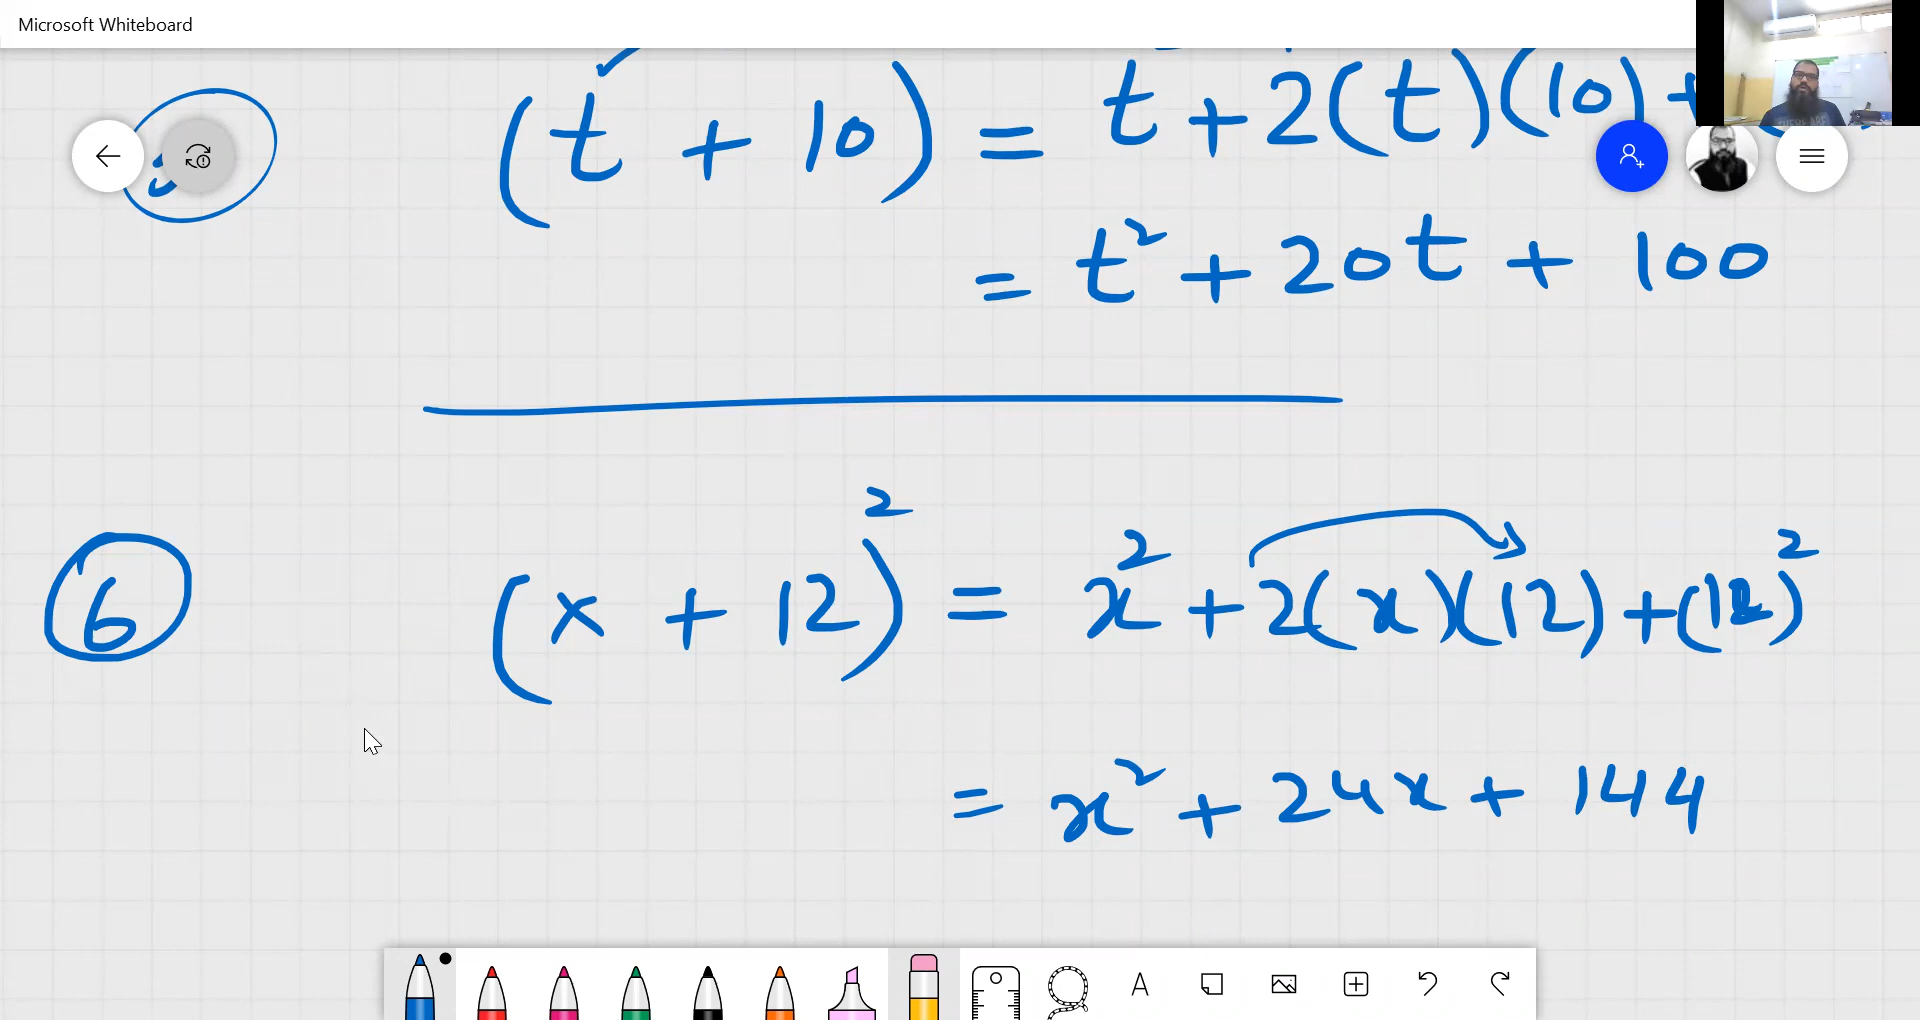 Microsoft Whiteboard
(t + 10) = t + 2(t)(10) +
= t² + 20t + 100
6 (x + 12)² = x² + 2(x)(12) + (12)²
= x² + 24x + 144
A